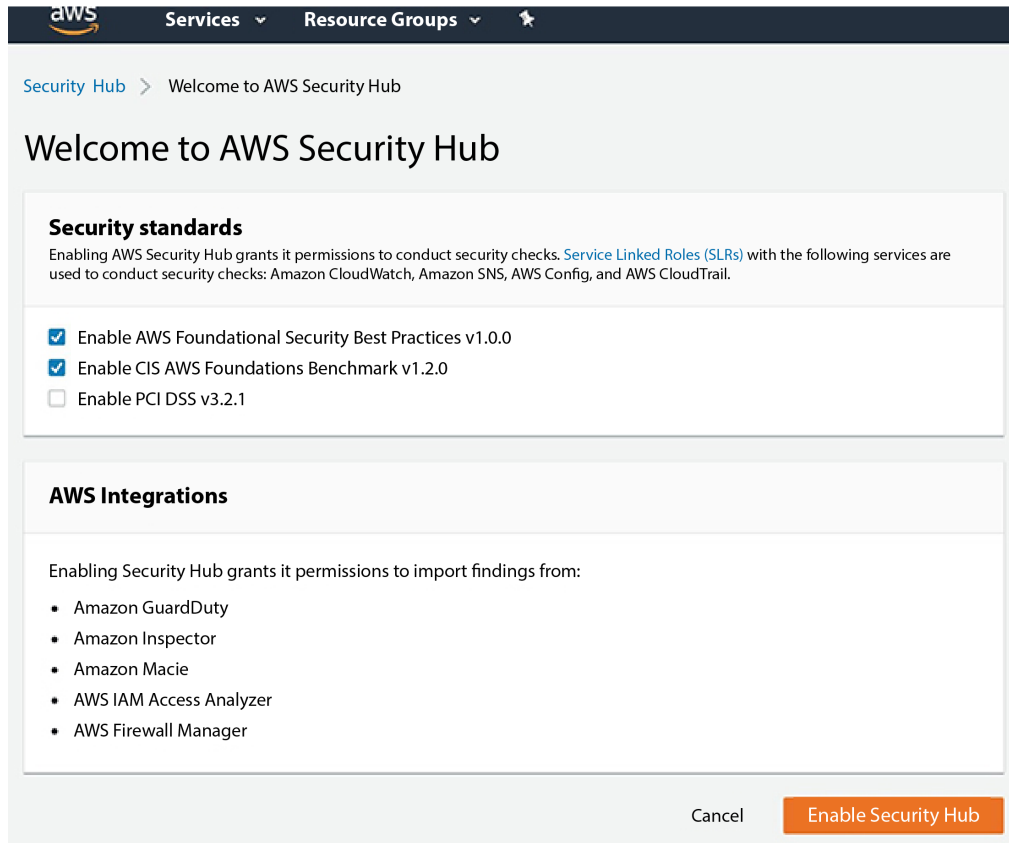 aws Services Resource Groups
Security Hub Welcome to AWS Security Hub
Welcome to AWS Security Hub
Security standards
Enabling AWS Security Hub grants it permissions to conduct security checks. Service Linked Roles (SLRs) with the following services are
used to conduct security checks: Amazon CloudWatch, Amazon SNS, AWS Config, and AWS CloudTrail.
Enable AWS Foundational Security Best Practices v1.0.0
Enable CIS AWS Foundations Benchmark v1.2.0
Enable PCI DSS v3.2.1
AWS Integrations
Enabling Security Hub grants it permissions to import findings from:
Amazon GuardDuty
Amazon Inspector
Amazon Macie
AWS IAM Access Analyzer
AWS Firewall Manager
Cancel Enable Security Hub